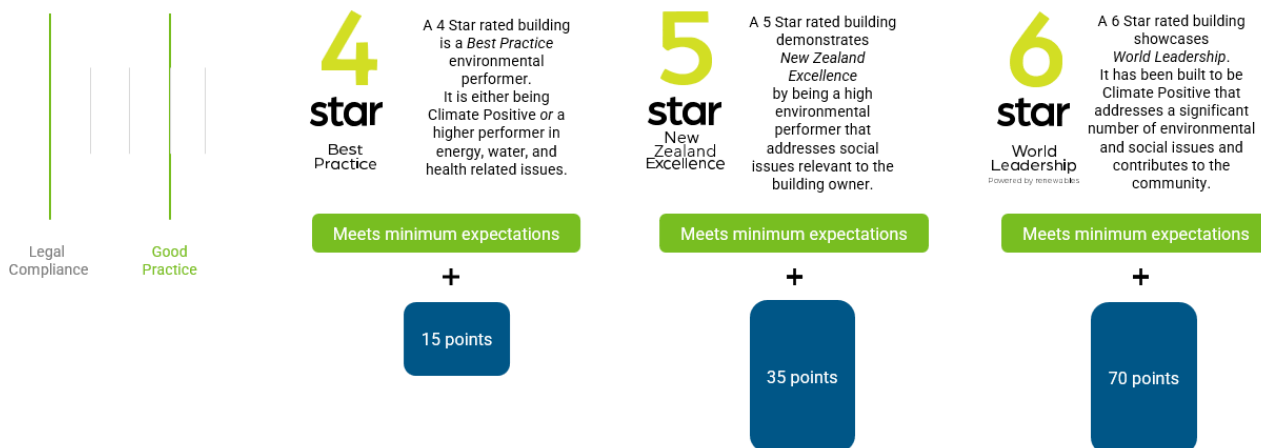 Legal
Compliance
Good
Practice
4
star
Best
Practice
A 4 Star rated building
is a Best Practice
environmental
performer.
It is either being
Climate Positive or a
higher performer in
energy, water, and
health related issues.
Meets minimum expectations
+
15 points
5
star
New
Zealand
Excellence
A 5 Star rated building
demonstrates
New Zealand
Excellence
by being a high
environmental
performer that
addresses social
issues relevant to the
building owner.
Meets minimum expectations
+
35 points
6
star
World
Leadership
Powered by renewables
A 6 Star rated building
showcases
World Leadership.
It has been built to be
Climate Positive that
addresses a significant
number of environmental
and social issues and
contributes to the
community.
Meets minimum expectations
+
70 points